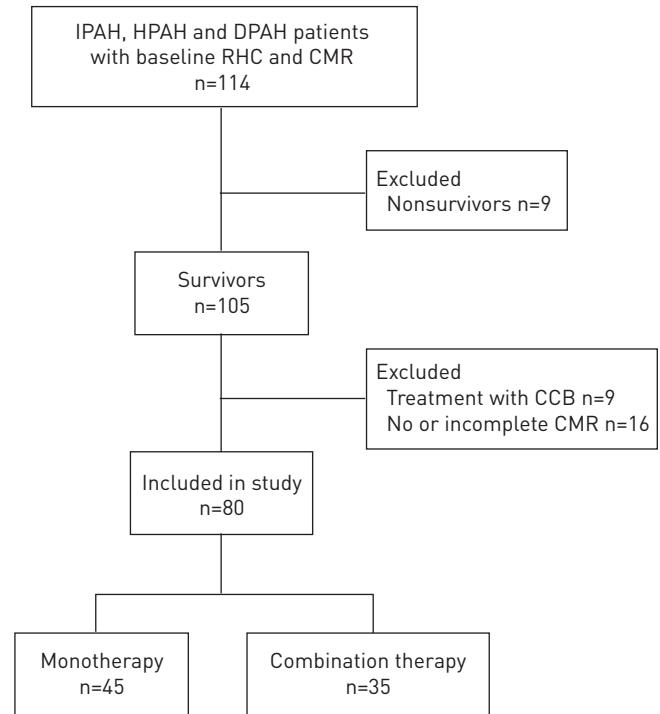 IPAH, HPAH and DPAH patients
with baseline RHC and CMR
n=114
Excluded
Nonsurvivors n=9
Survivors
n=105
Excluded
Treatment with CCB n=9
No or incomplete CMR n=16
Included in study
n=80
Monotherapy
n=45
Combination therapy
n=35